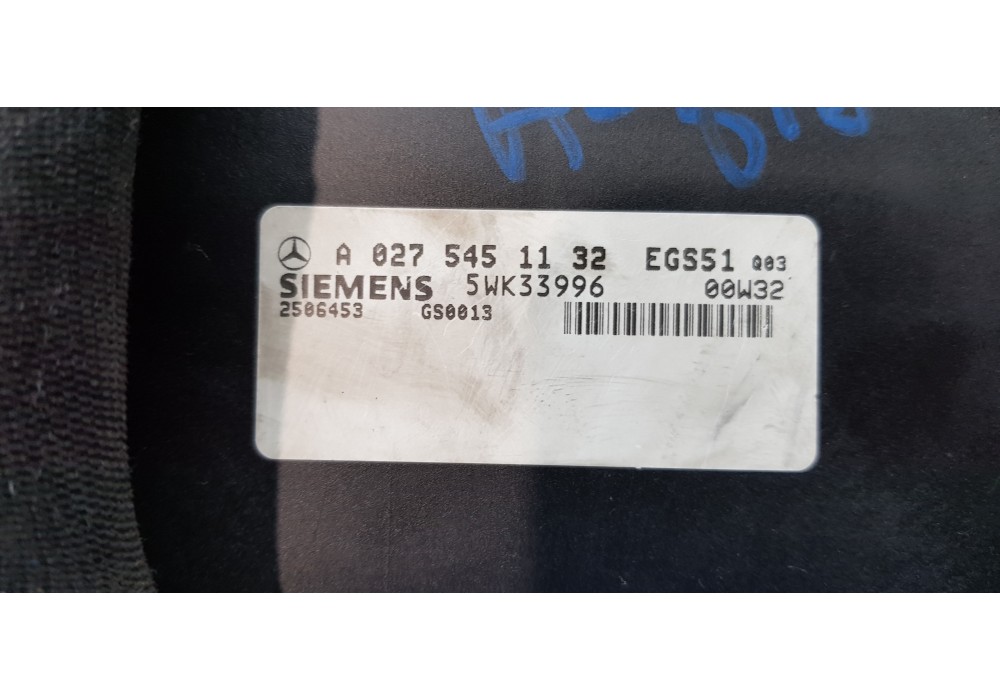 A 027 545 11 32 EGS51 Q03
SIEMENS 5WK33996 00W32
2506453 GS0013